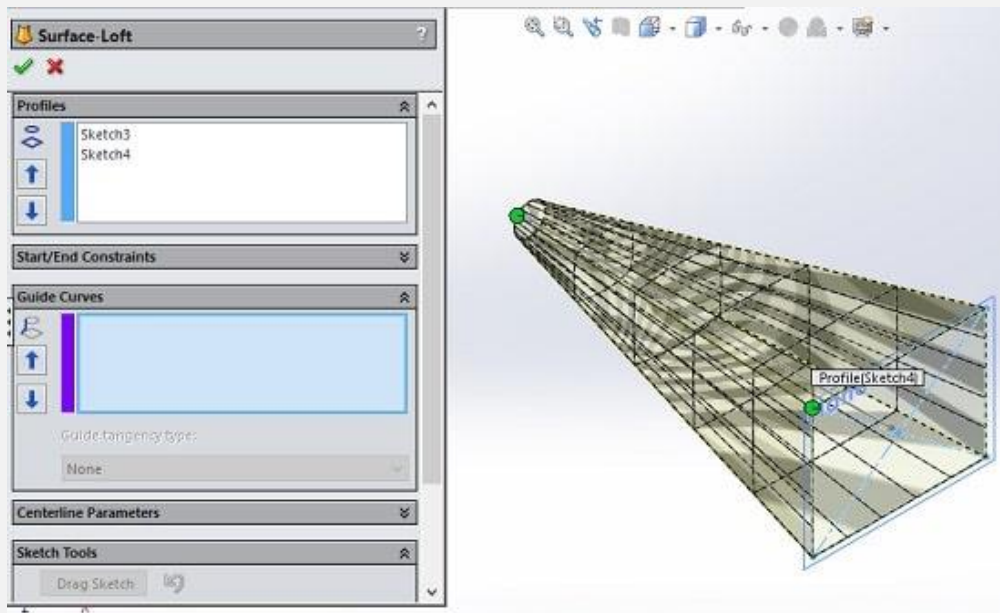 Surface-Loft
?
Profiles
Sketch3
Sketch4
Start/End Constraints
Guide Curves
Guide tangency type:
None
Centerline Parameters
Sketch Tools
Drag Sketch
Profile(Sketch4)